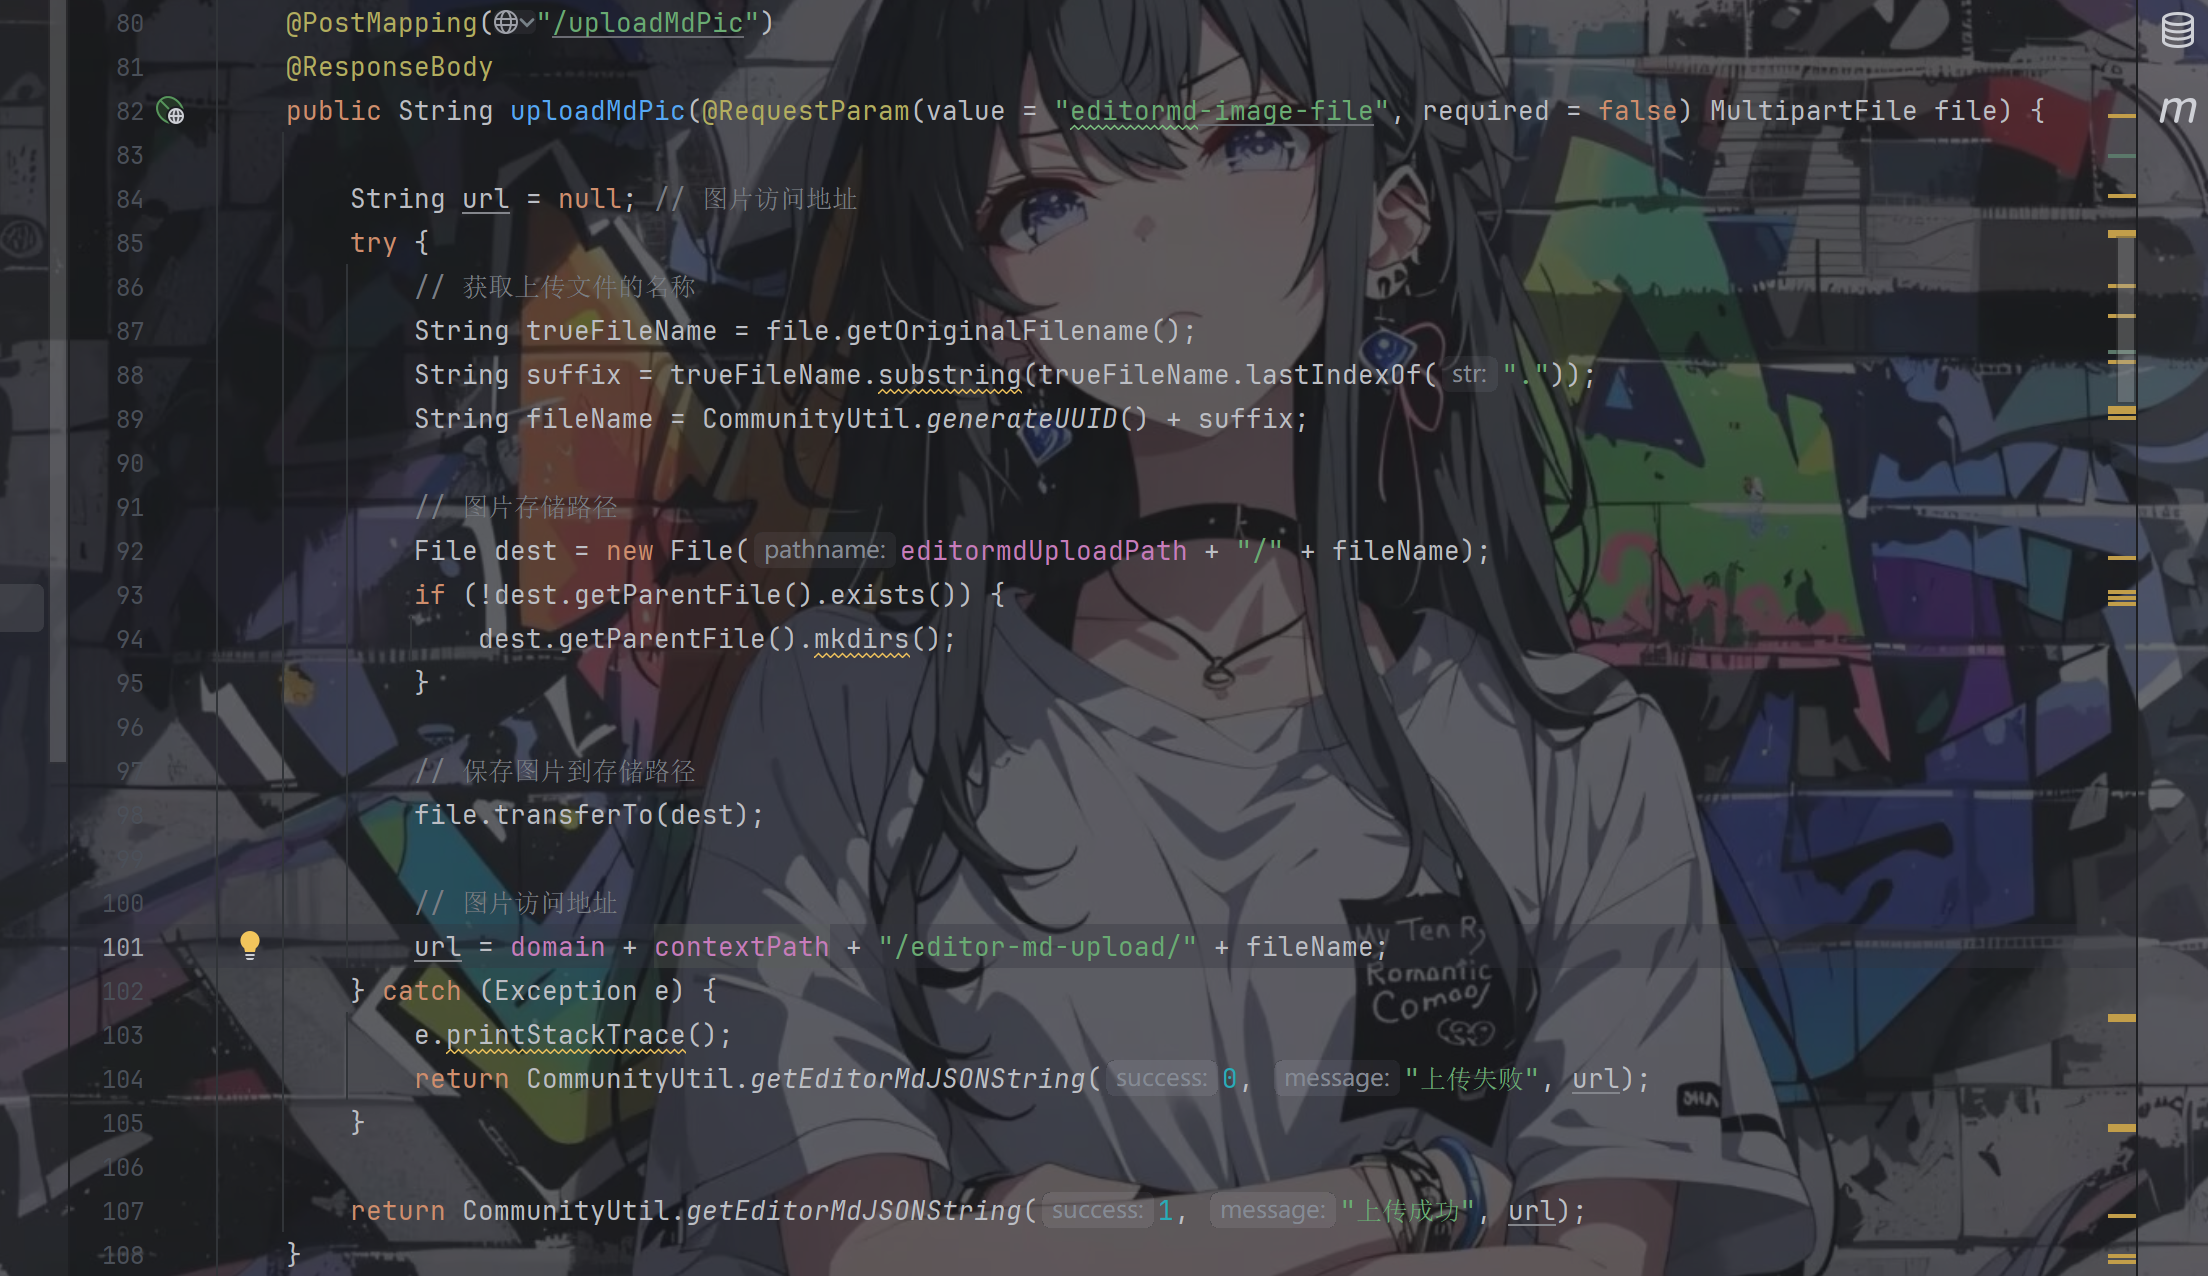 80 @PostMapping("/uploadMdPic")
81 @ResponseBody
82 public String uploadMdPic(@RequestParam(value = "editormd-image-file", required = false) MultipartFile file) {
83
84 String url = null; // 图片访问地址
85 try {
86 // 获取上传文件的名称
87 String trueFileName = file.getOriginalFilename();
88 String suffix = trueFileName.substring(trueFileName.lastIndexOf( str: "."));
89 String fileName = CommunityUtil.generateUUID() + suffix;
90
91 // 图片存储路径
92 File dest = new File( pathname: editormdUploadPath + "/" + fileName);
93 if (!dest.getParentFile().exists()) {
94 dest.getParentFile().mkdirs();
95 }
96
97 // 保存图片到存储路径
98 file.transferTo(dest);
99
100 // 图片访问地址
101 url = domain + contextPath + "/editor-md-upload/" + fileName;
102 } catch (Exception e) {
103 e.printStackTrace();
104 return CommunityUtil.getEditorMdJSONString( success: 0, message: "上传失败", url);
105 }
106
107 return CommunityUtil.getEditorMdJSONString( success: 1, message: "上传成功", url);
108 }
m
My Ten R
Romantic